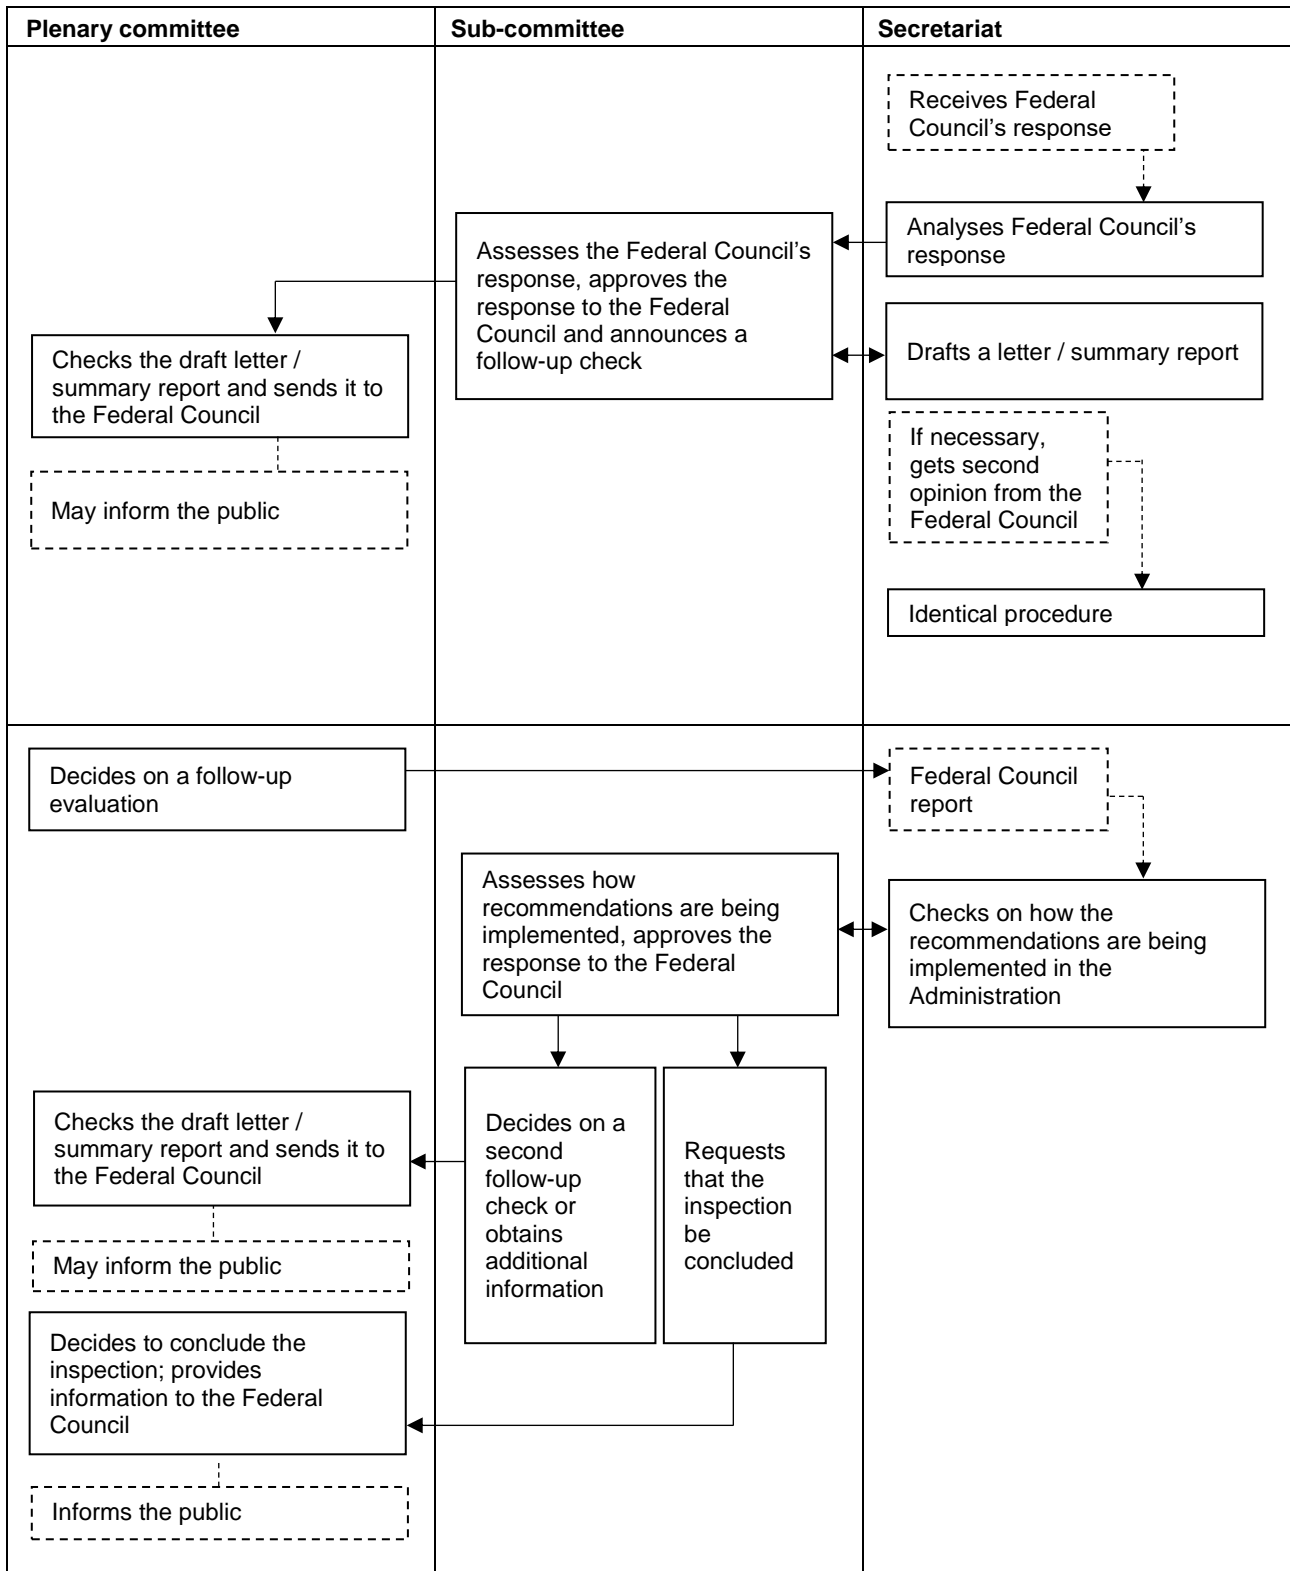 Plenary committee
Sub-committee
Secretariat
Receives Federal
Council’s response
Analyses Federal Council’s
response
Assesses the Federal Council’s
response, approves the
response to the Federal
Council and announces a
follow-up check
Drafts a letter / summary report
Checks the draft letter /
summary report and sends it to
the Federal Council
May inform the public
If necessary,
gets second
opinion from the
Federal Council
Identical procedure
Decides on a follow-up
evaluation
Federal Council
report
Assesses how
recommendations are being
implemented, approves the
response to the Federal
Council
Checks on how the
recommendations are being
implemented in the
Administration
Checks the draft letter /
summary report and sends it to
the Federal Council
Decides on a
second
follow-up
check or
obtains
additional
information
Requests
that the
inspection
be
concluded
May inform the public
Decides to conclude the
inspection; provides
information to the Federal
Council
Informs the public